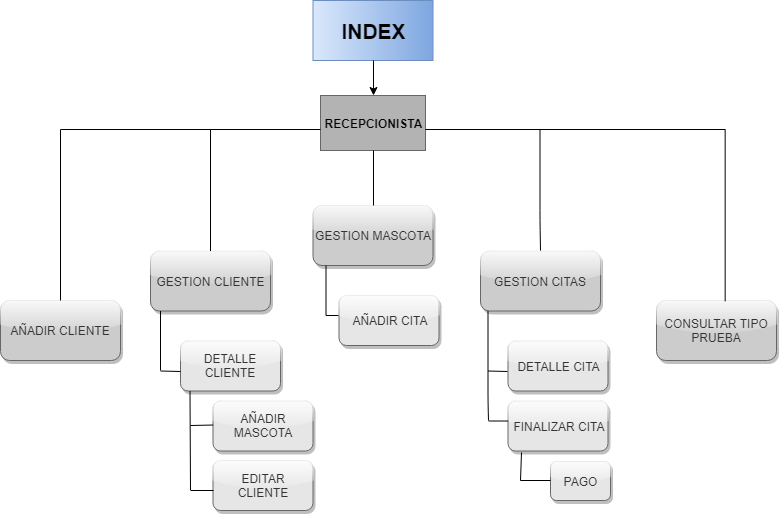 INDEX
RECEPCIONISTA
GESTION MASCOTA
GESTION CLIENTE
GESTION CITAS
AÑADIR CITA
AÑADIR CLIENTE
CONSULTAR TIPO
PRUEBA
DETALLE
CLIENTE
DETALLE CITA
AÑADIR
MASCOTA
FINALIZAR CITA
EDITAR
CLIENTE
PAGO